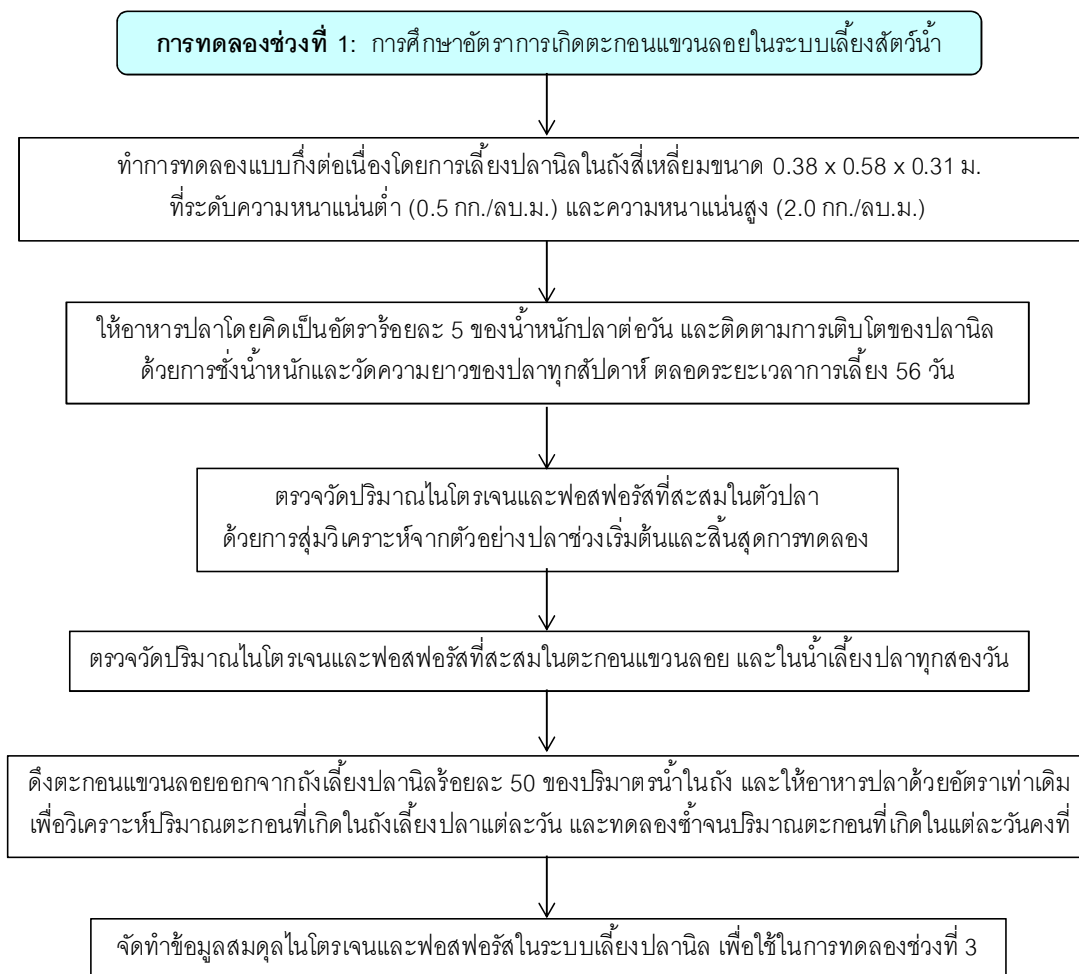 การทดลองช่วงที่ 1: การศึกษาอัตราการเกิดตะกอนแขวนลอยในระบบเลี้ยงสัตว์น้ำ
ทำการทดลองแบบกึ่งต่อเนื่องโดยการเลี้ยงปลานิลในถังสี่เหลี่ยมขนาด 0.38 x 0.58 x 0.31 ม.
ที่ระดับความหนาแน่นต่ำ (0.5 กก./ลบ.ม.) และความหนาแน่นสูง (2.0 กก./ลบ.ม.)
ให้อาหารปลาโดยคิดเป็นอัตราร้อยละ 5 ของน้ำหนักปลาต่อวัน และติดตามการเติบโตของปลานิล
ด้วยการชั่งน้ำหนักและวัดความยาวของปลาทุกสัปดาห์ ตลอดระยะเวลาการเลี้ยง 56 วัน
ตรวจวัดปริมาณไนโตรเจนและฟอสฟอรัสที่สะสมในตัวปลา
ด้วยการสุ่มวิเคราะห์จากตัวอย่างปลาช่วงเริ่มต้นและสิ้นสุดการทดลอง
ตรวจวัดปริมาณไนโตรเจนและฟอสฟอรัสที่สะสมในตะกอนแขวนลอย และในน้ำเลี้ยงปลาทุกสองวัน
ดึงตะกอนแขวนลอยออกจากถังเลี้ยงปลานิลร้อยละ 50 ของปริมาตรน้ำในถัง และให้อาหารปลาด้วยอัตราเท่าเดิม
เพื่อวิเคราะห์ปริมาณตะกอนที่เกิดในถังเลี้ยงปลาแต่ละวัน และทดลองซ้ำจนปริมาณตะกอนที่เกิดในแต่ละวันคงที่
จัดทำข้อมูลสมดุลไนโตรเจนและฟอสฟอรัสในระบบเลี้ยงปลานิล เพื่อใช้ในการทดลองช่วงที่ 3